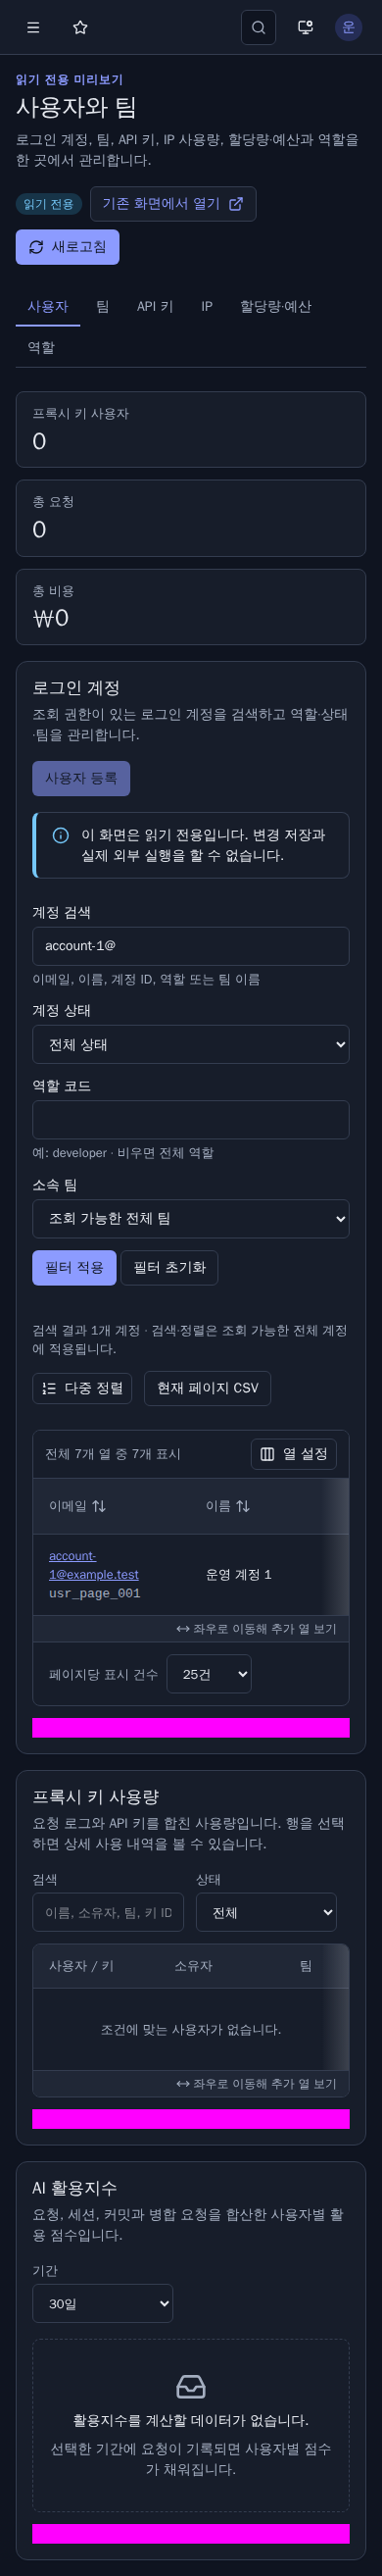 운
읽기 전용 미리보기
사용자와 팀
로그인 계정, 팀, API 키, IP 사용량, 할당량·예산과 역할을
한 곳에서 관리합니다.
읽기 전용
기존 화면에서 열기
새로고침
사용자 팀 API 키 IP 할당량·예산
역할
프록시 키 사용자
0
총 요청
0
총 비용
₩0
로그인 계정
조회 권한이 있는 로그인 계정을 검색하고 역할·상태
·팀을 관리합니다.
사용자 등록
이 화면은 읽기 전용입니다. 변경 저장과
실제 외부 실행을 할 수 없습니다.
계정 검색
account-1@
이메일, 이름, 계정 ID, 역할 또는 팀 이름
계정 상태
전체 상태
역할 코드
예: developer · 비우면 전체 역할
소속 팀
조회 가능한 전체 팀
필터 적용 필터 초기화
검색 결과 1개 계정 · 검색·정렬은 조회 가능한 전체 계정
에 적용됩니다.
다중 정렬 현재 페이지 CSV
전체 7개 열 중 7개 표시 열 설정
이메일 이름
account-
1@example.test
usr_page_001
운영 계정 1
좌우로 이동해 추가 열 보기
페이지당 표시 건수 25건
프록시 키 사용량
요청 로그와 API 키를 합친 사용량입니다. 행을 선택
하면 상세 사용 내역을 볼 수 있습니다.
검색 상태
이름, 소유자, 팀, 키 ID 전체
사용자 / 키 소유자 팀
조건에 맞는 사용자가 없습니다.
좌우로 이동해 추가 열 보기
AI 활용지수
요청, 세션, 커밋과 병합 요청을 합산한 사용자별 활
용 점수입니다.
기간
30일
활용지수를 계산할 데이터가 없습니다.
선택한 기간에 요청이 기록되면 사용자별 점수
가 채워집니다.